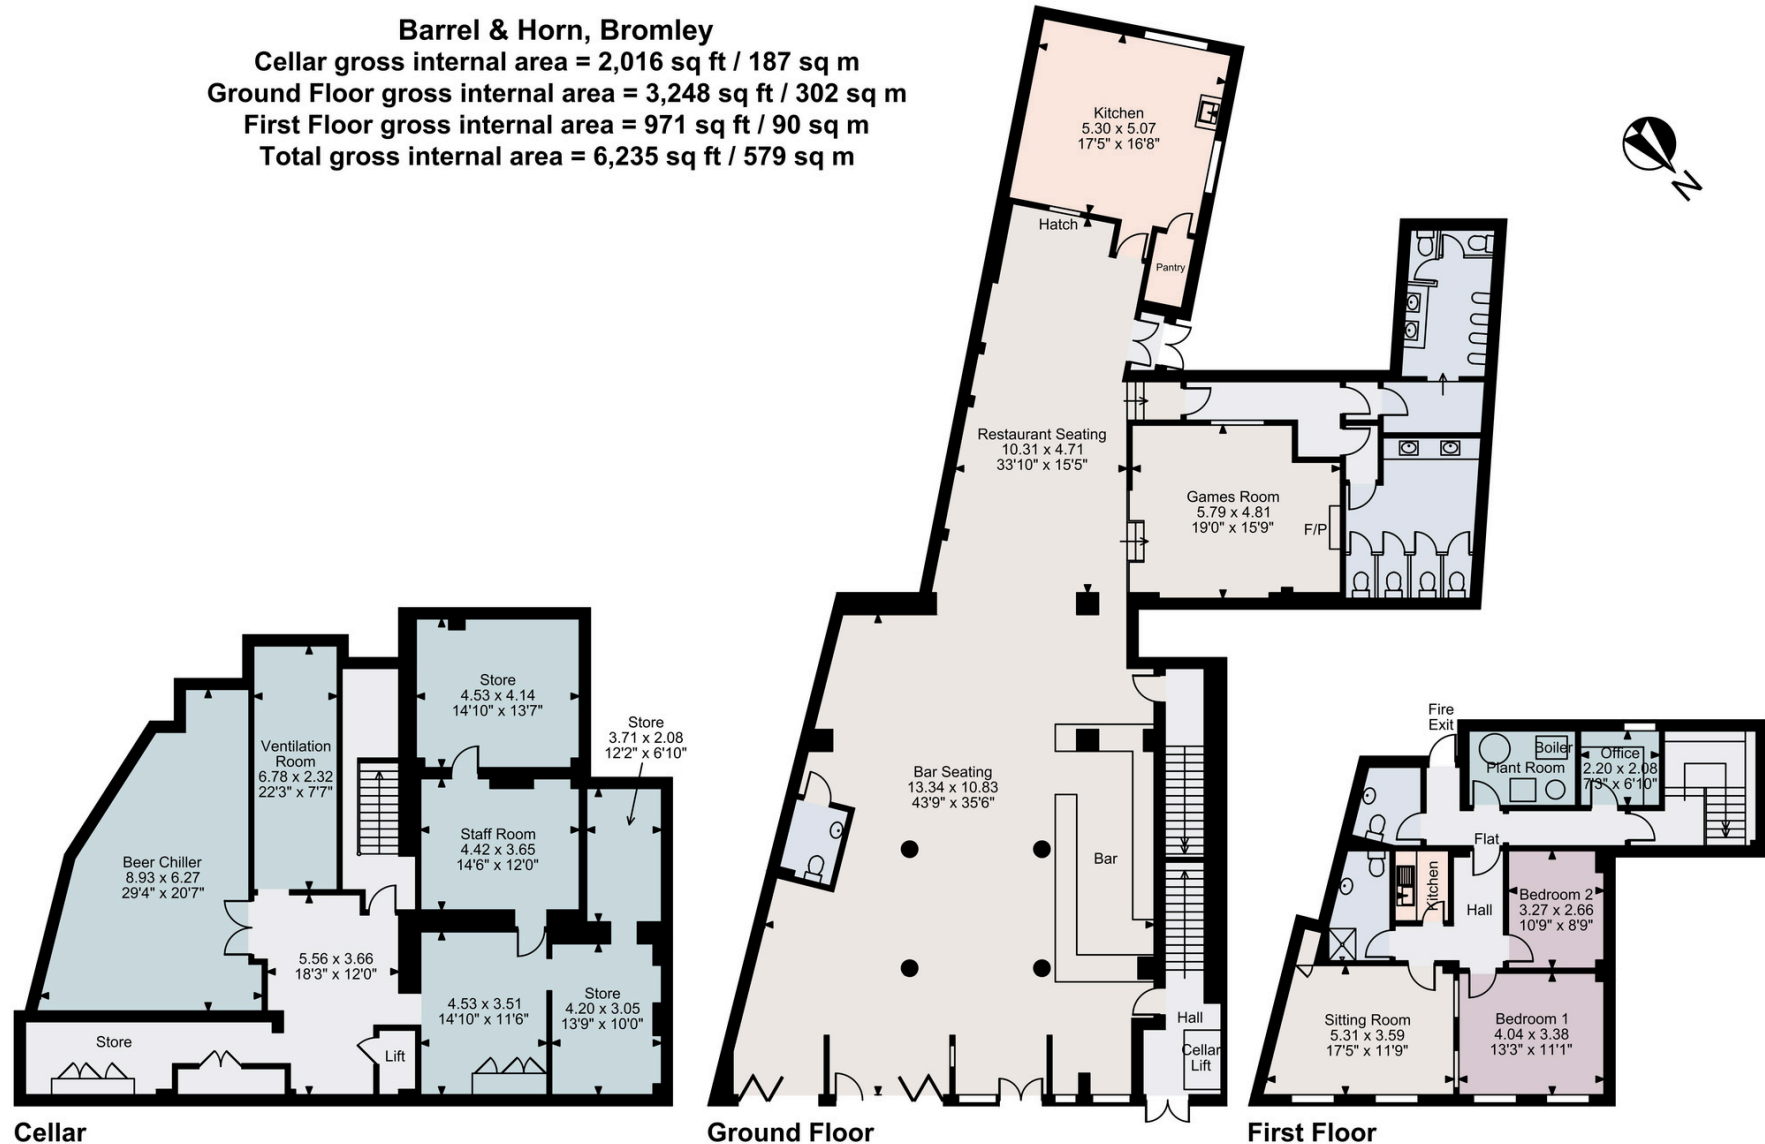 Barrel & Horn, Bromley
Cellar gross internal area = 2,016 sq ft / 187 sq m
Ground Floor gross internal area = 3,248 sq ft / 302 sq m
First Floor gross internal area = 971 sq ft / 90 sq m
Total gross internal area = 6,235 sq ft / 579 sq m
N
Store
4.53 x 4.14
14'10" x 13'7"
Store
3.71 x 2.08
12'2" x 6'10"
Ventilation
Room
6.78 x 2.32
22'3" x 7'7"
Staff Room
4.42 x 3.65
14'6" x 12'0"
Beer Chiller
8.93 x 6.27
29'4" x 20'7"
5.56 x 3.66
18'3" x 12'0"
4.53 x 3.51
14'10" x 11'6"
Store
4.20 x 3.05
13'9" x 10'0"
Store
Lift
Cellar
Kitchen
5.30 x 5.07
17'5" x 16'8"
Hatch
Pantry
Restaurant Seating
10.31 x 4.71
33'10" x 15'5"
Games Room
5.79 x 4.81
19'0" x 15'9"
F/P
Bar Seating
13.34 x 10.83
43'9" x 35'6"
Bar
Hall
Cellar
Lift
Ground Floor
Fire
Exit
Boiler
Plant Room
Office
2.20 x 2.08
7'3" x 6'10"
Flat
Kitchen
Hall
Bedroom 2
3.27 x 2.66
10'9" x 8'9"
Sitting Room
5.31 x 3.59
17'5" x 11'9"
Bedroom 1
4.04 x 3.38
13'3" x 11'1"
First Floor